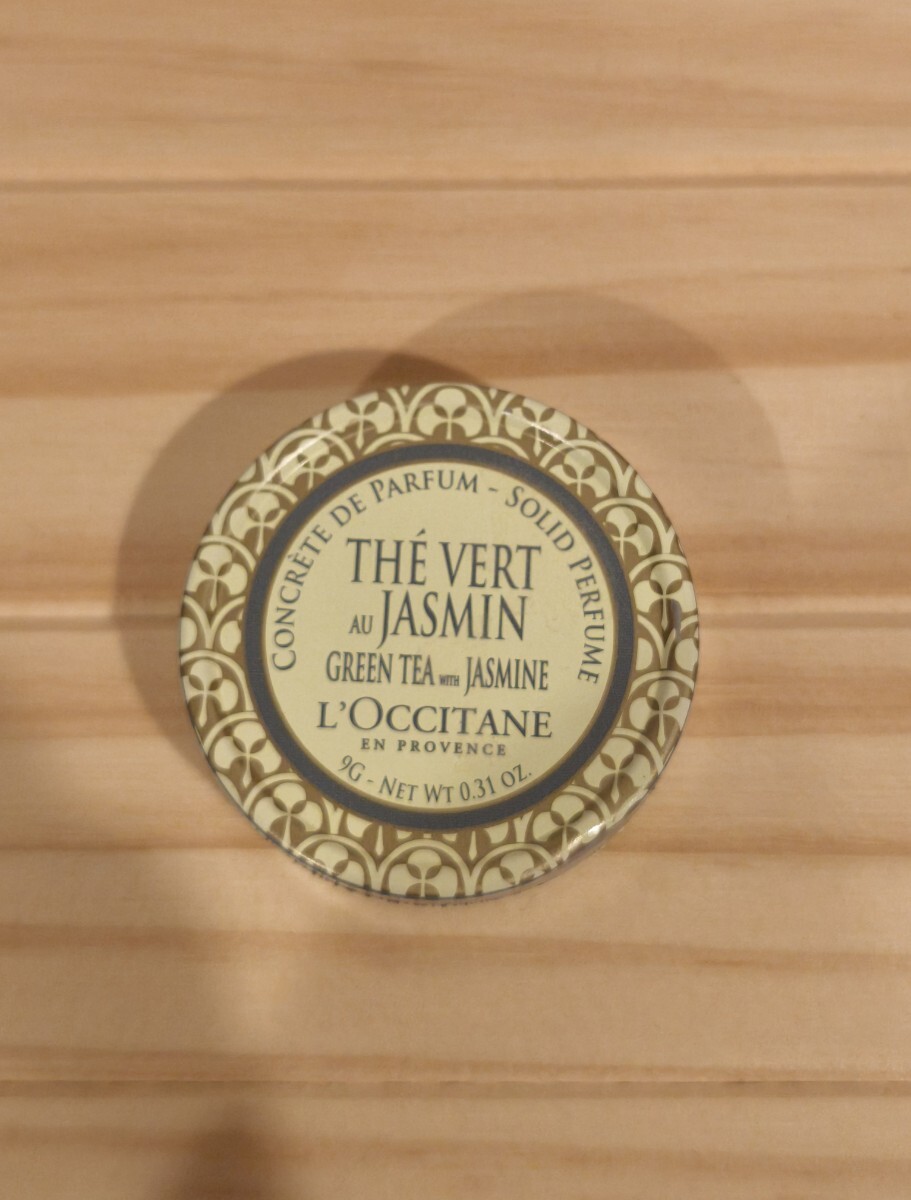 CONCRÈTE DE PARFUM - SOLID PERFUME
THÉ VERT
AU JASMIN
GREEN TEA WITH JASMINE
L'OCCITANE
EN PROVENCE
9G - NET WT 0.31 OZ.